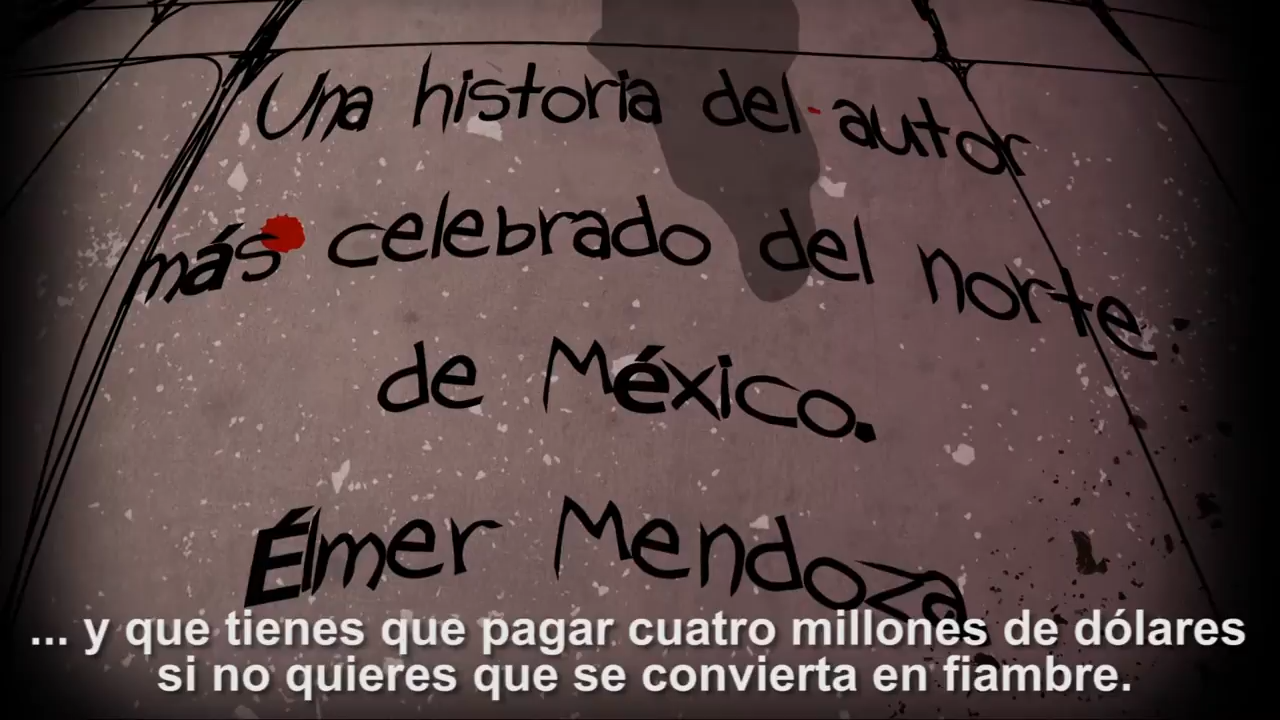 Una historia del autor
más celebrado del norte
de México.
Élmer Mendoza
... y que tienes que pagar cuatro millones de dólares
si no quieres que se convierta en fiambre.